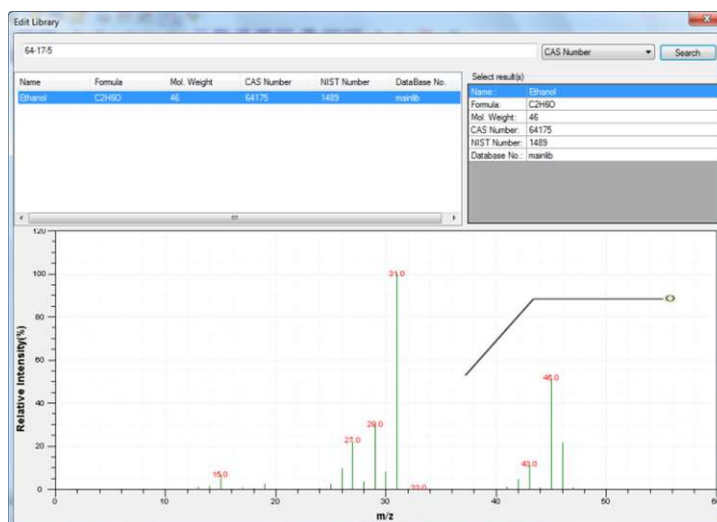 Edit Library
64-17-5 CAS Number Search
Name Formula Mol. Weight CAS Number NIST Number DataBase No.
Ethanol C2H6O 46 64175 1489 mainlib
Select result(s)
Name: Ethanol
Formula: C2H6O
Mol. Weight: 46
CAS Number: 64175
NIST Number: 1489
Database No.: mainlib
120
100
80
60
40
20
0
Relative Intensity(%)
31.0
45.0
29.0
27.0
43.0
15.0
O
0 10 20 30 40 50 60
m/z